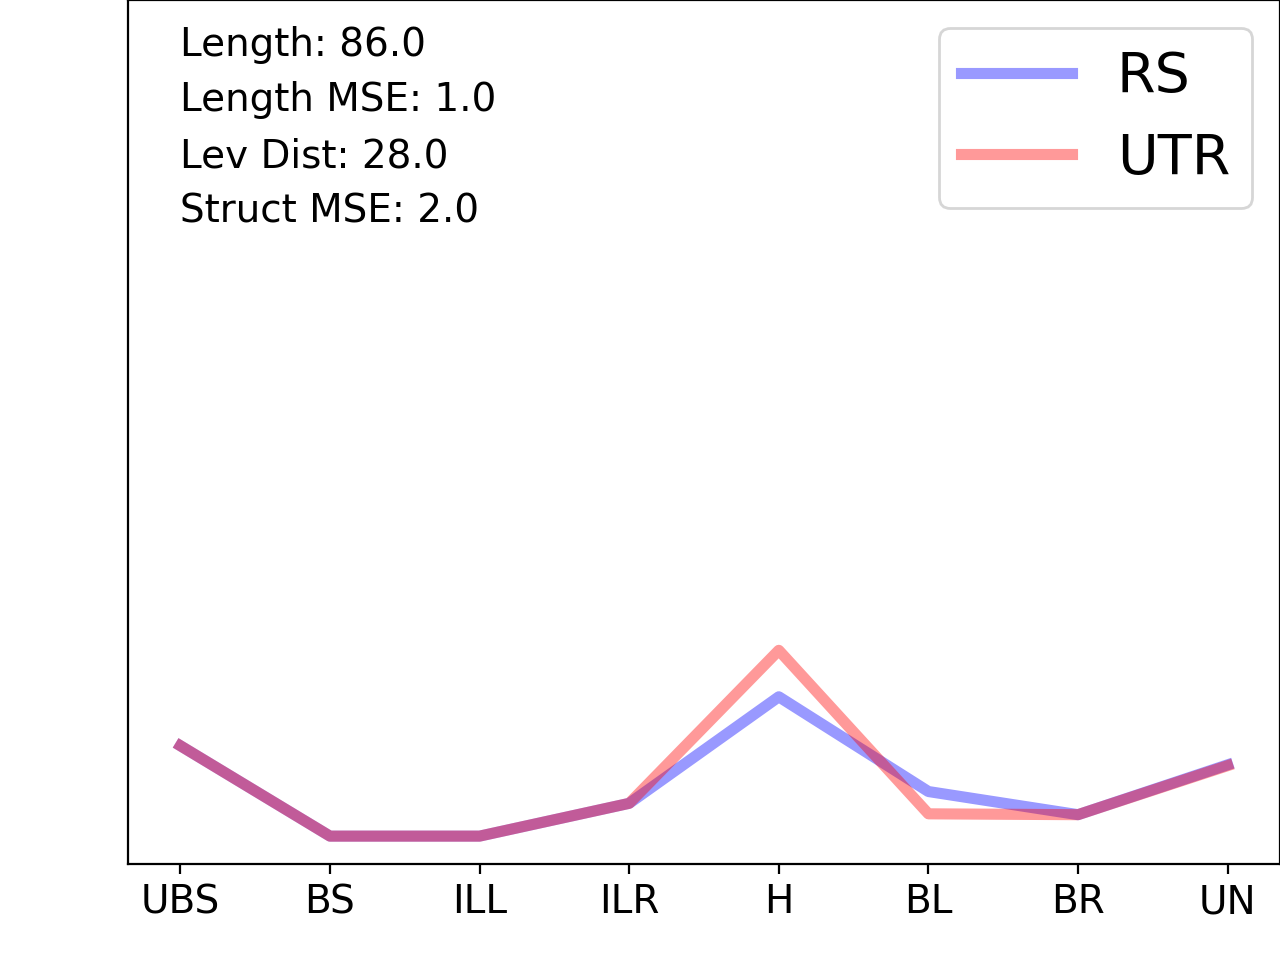 Length: 86.0
Length MSE: 1.0
Lev Dist: 28.0
Struct MSE: 2.0
RS
UTR
UBS BS ILL ILR H BL BR UN